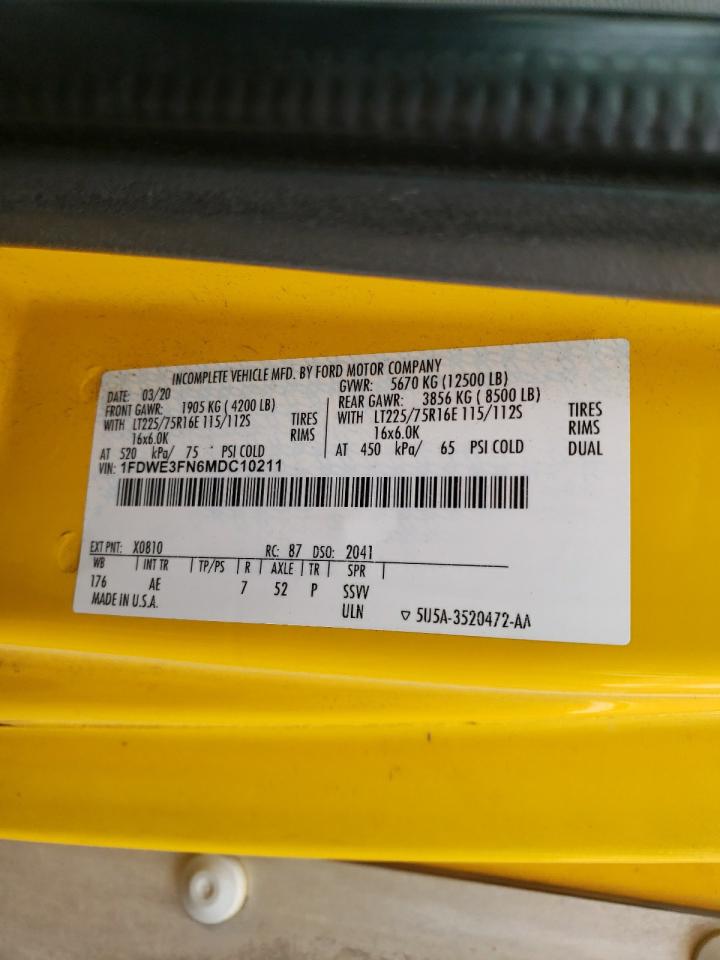 INCOMPLETE VEHICLE MFD. BY FORD MOTOR COMPANY
DATE: 03/20 GVWR: 5670 KG (12500 LB)
FRONT GAWR: 1905 KG ( 4200 LB) REAR GAWR: 3856 KG ( 8500 LB)
WITH LT225/75R16E 115/112S TIRES WITH LT225/75R16E 115/112S TIRES
16x6.0K RIMS 16x6.0K RIMS
AT 520 kPa/ 75 PSI COLD AT 450 kPa/ 65 PSI COLD DUAL
VIN: 1FDWE3FN6MDC10211
EXT PNT: X0810 RC: 87 DSO: 2041
WB INT TR TP/PS R AXLE TR SPR
176 AE 7 52 P SSVV
MADE IN U.S.A. ULN ▽ 5U5A-3520472-AA